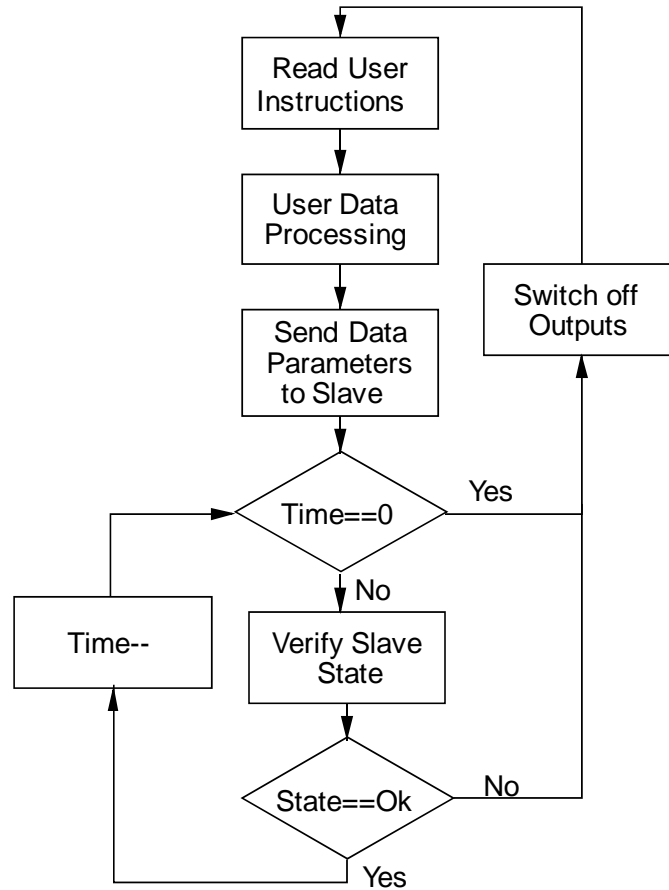 Read User
Instructions
User Data
Processing
Switch off
Outputs
Send Data
Parameters
to Slave
Time==0
Yes
No
Time--
Verify Slave
State
State==Ok
No
Yes